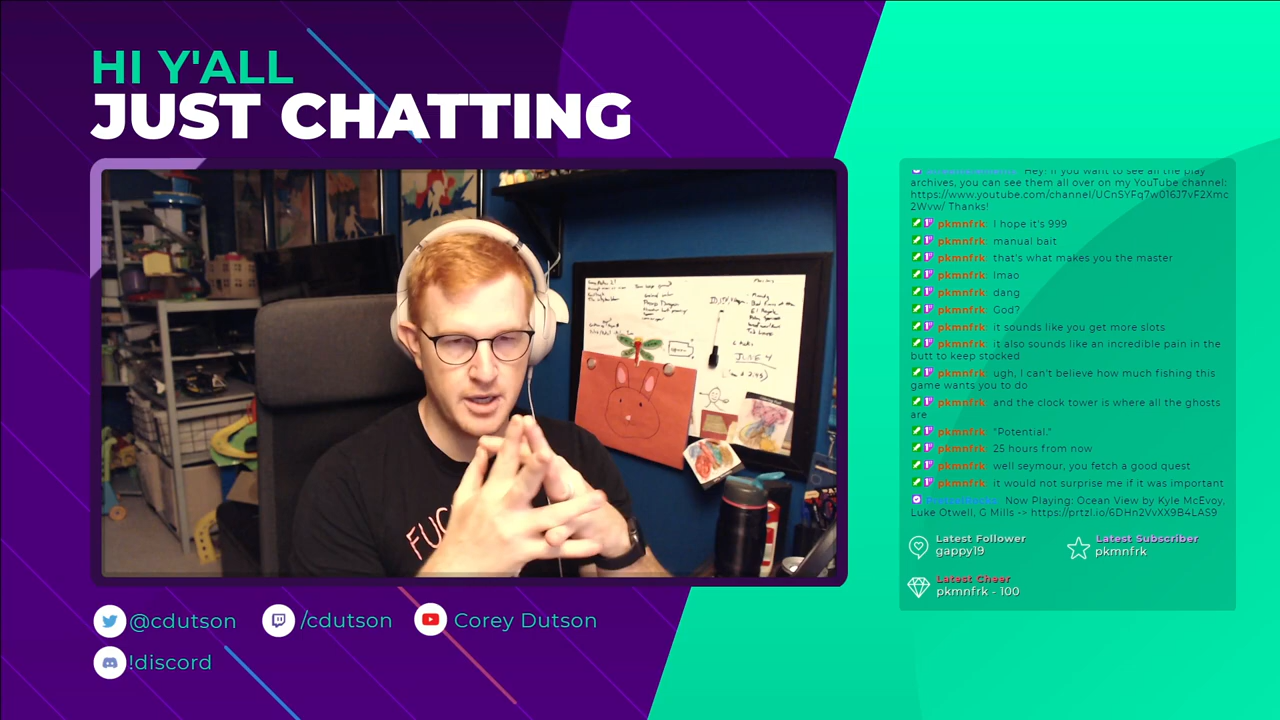 HI Y'ALL
JUST CHATTING
Hey! If you want to see all the play
archives, you can see them all over on my YouTube channel:
https://www.youtube.com/channel/UCnSYFq7w016J7vF2Xmc
2Wvw/ Thanks!
pkmnfrk: I hope it's 999
pkmnfrk: manual bait
pkmnfrk: that's what makes you the master
pkmnfrk: lmao
pkmnfrk: dang
pkmnfrk: God?
pkmnfrk: it sounds like you get more slots
pkmnfrk: it also sounds like an incredible pain in the
butt to keep stocked
pkmnfrk: ugh, I can't believe how much fishing this
game wants you to do
pkmnfrk: and the clock tower is where all the ghosts
are
pkmnfrk: "Potential."
pkmnfrk: 25 hours from now
pkmnfrk: well seymour, you fetch a good quest
pkmnfrk: it would not surprise me if it was important
PretzelRocks: Now Playing: Ocean View by Kyle McEvoy,
Luke Otwell, G Mills -> https://prtzl.io/6DHn2VvXX9B4LAS9
Latest Follower
gappy19
Latest Subscriber
pkmnfrk
Latest Cheer
pkmnfrk - 100
JUNE 4
FUC
@cdutson
/cdutson
Corey Dutson
!discord